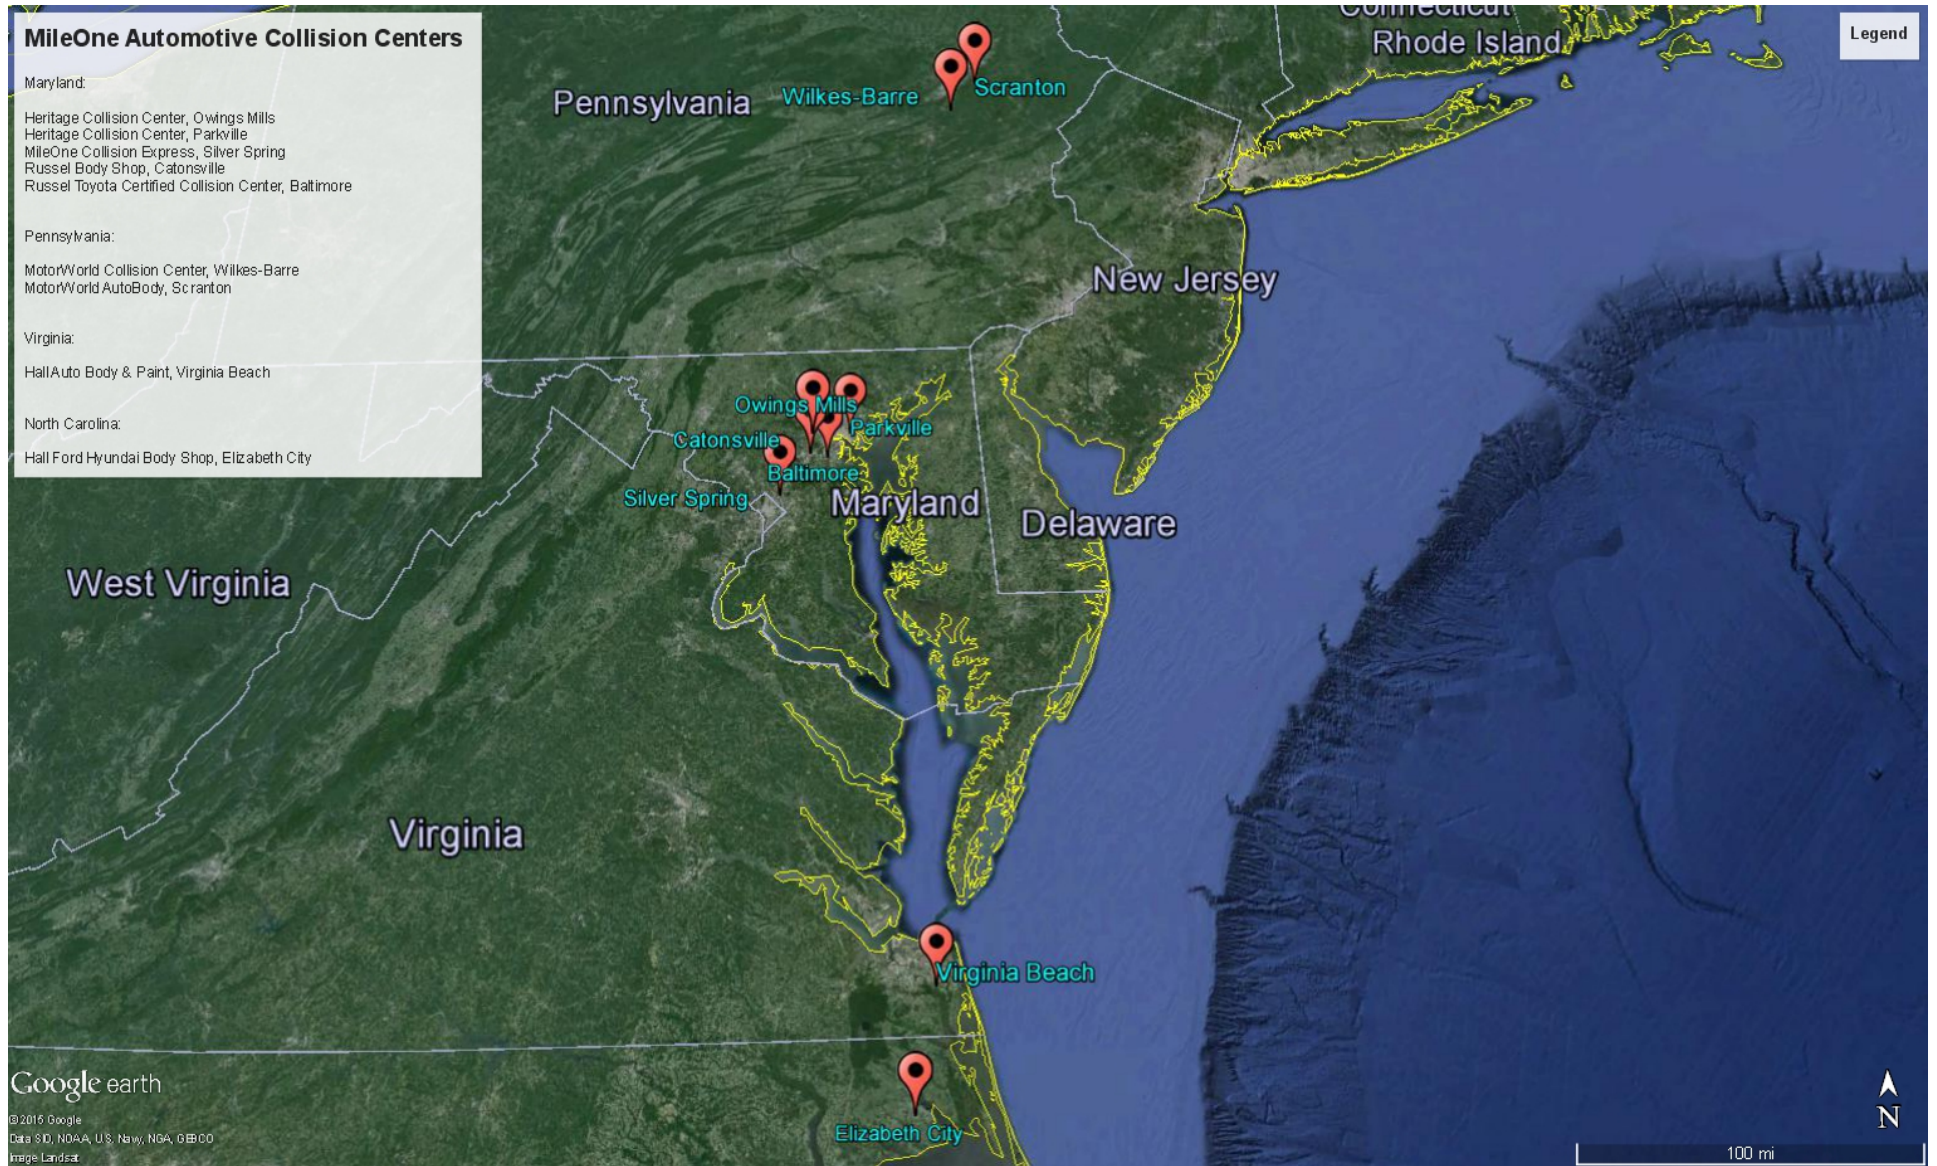 MileOne Automotive Collision Centers
Maryland:
Heritage Collision Center, Owings Mills
Heritage Collision Center, Parkville
MileOne Collision Express, Silver Spring
Russel Body Shop, Catonsville
Russel Toyota Certified Collision Center, Baltimore
Pennsylvania:
MotorWorld Collision Center, Wilkes-Barre
MotorWorld AutoBody, Scranton
Virginia:
Hall Auto Body & Paint, Virginia Beach
North Carolina:
Hall Ford Hyundai Body Shop, Elizabeth City
Connecticut
Rhode Island
Legend
Pennsylvania
Wilkes-Barre
Scranton
New Jersey
Owings Mills
Parkville
Catonsville
Baltimore
Silver Spring
Maryland
Delaware
West Virginia
Virginia
Virginia Beach
Elizabeth City
Google earth
©2015 Google
Data SIO, NOAA, U.S. Navy, NGA, GEBCO
Image Landsat
N
100 mi